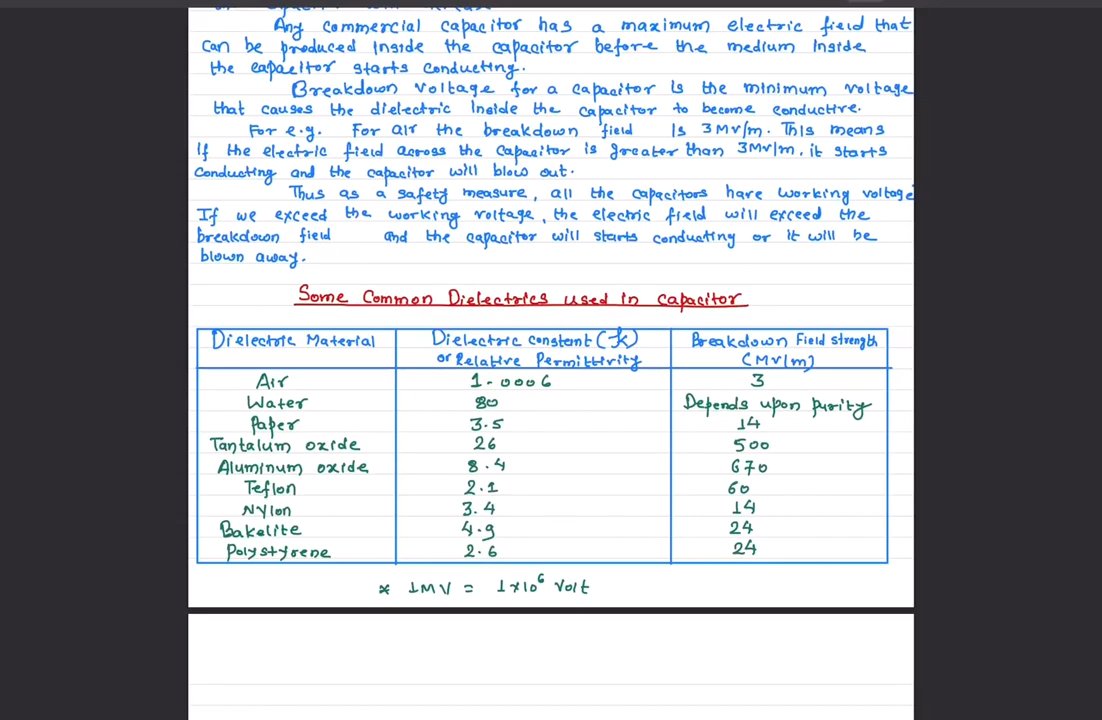 Any commercial capacitor has a maximum electric field that
can be produced inside the capacitor before the medium inside
the capacitor starts conducting.
Breakdown voltage for a capacitor is the minimum voltage
that causes the dielectric inside the capacitor to become conductive.
For e.g. For air the breakdown field is 3MV/m. This means
If the electric field across the capacitor is greater than 3MV/m, it starts
conducting and the capacitor will blow out.
Thus as a safety measure, all the capacitors have working voltage
If we exceed the working voltage, the electric field will exceed the
breakdown field and the capacitor will starts conducting or it will be
blown away.
Some Common Dielectrics used in capacitor
Dielectric Material Dielectric constant (k) Breakdown Field strength
or Relative Permittivity (MV/m)
Air 1.0006 3
Water 80 Depends upon purity
Paper 3.5 14
Tantalum oxide 26 500
Aluminum oxide 8.4 670
Teflon 2.1 60
Nylon 3.4 14
Bakelite 4.9 24
Polystyrene 2.6 24
* 1MV = 1×10⁶ Volt